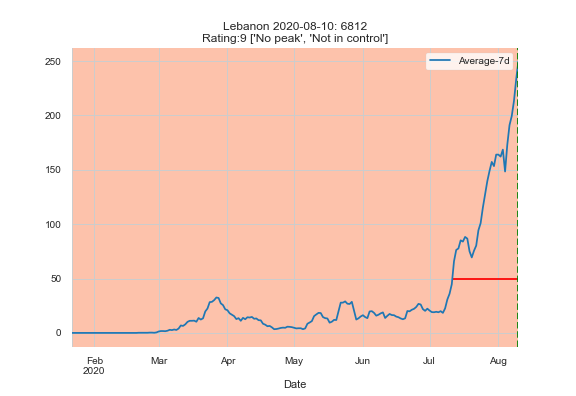 Lebanon 2020-08-10: 6812
Rating:9 ['No peak', 'Not in control']
Average-7d
250
200
150
100
50
0
Feb Mar Apr May Jun Jul Aug
2020
Date